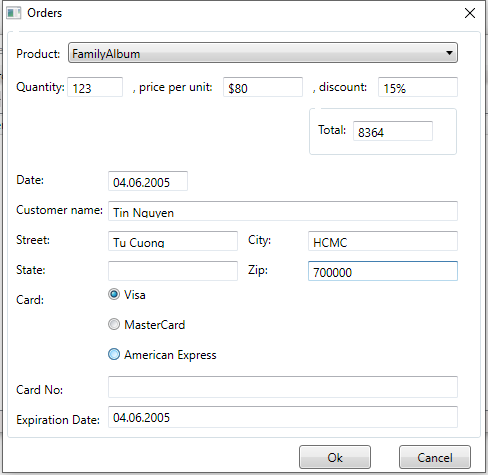 Orders
Product: FamilyAlbum
Quantity: 123 , price per unit: $80 , discount: 15%
Total: 8364
Date: 04.06.2005
Customer name: Tin Nguyen
Street: Tu Cuong City: HCMC
State: Zip: 700000
Card: Visa
MasterCard
American Express
Card No:
Expiration Date: 04.06.2005
Ok Cancel